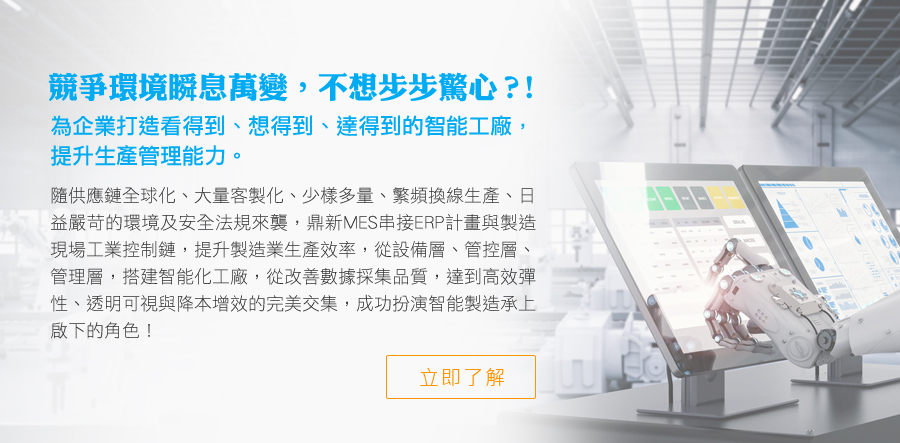 競爭環境瞬息萬變，不想步步驚心？!
為企業打造看得到、想得到、達得到的智能工廠，
提升生產管理能力。
隨供應鏈全球化、大量客製化、少樣多量、繁頻換線生產、日
益嚴苛的環境及安全法規來襲，鼎新MES串接ERP計畫與製造
現場工業控制鏈，提升製造業生產效率，從設備層、管控層、
管理層，搭建智能化工廠，從改善數據採集品質，達到高效彈
性、透明可視與降本增效的完美交集，成功扮演智能製造承上
啟下的角色！
立即了解